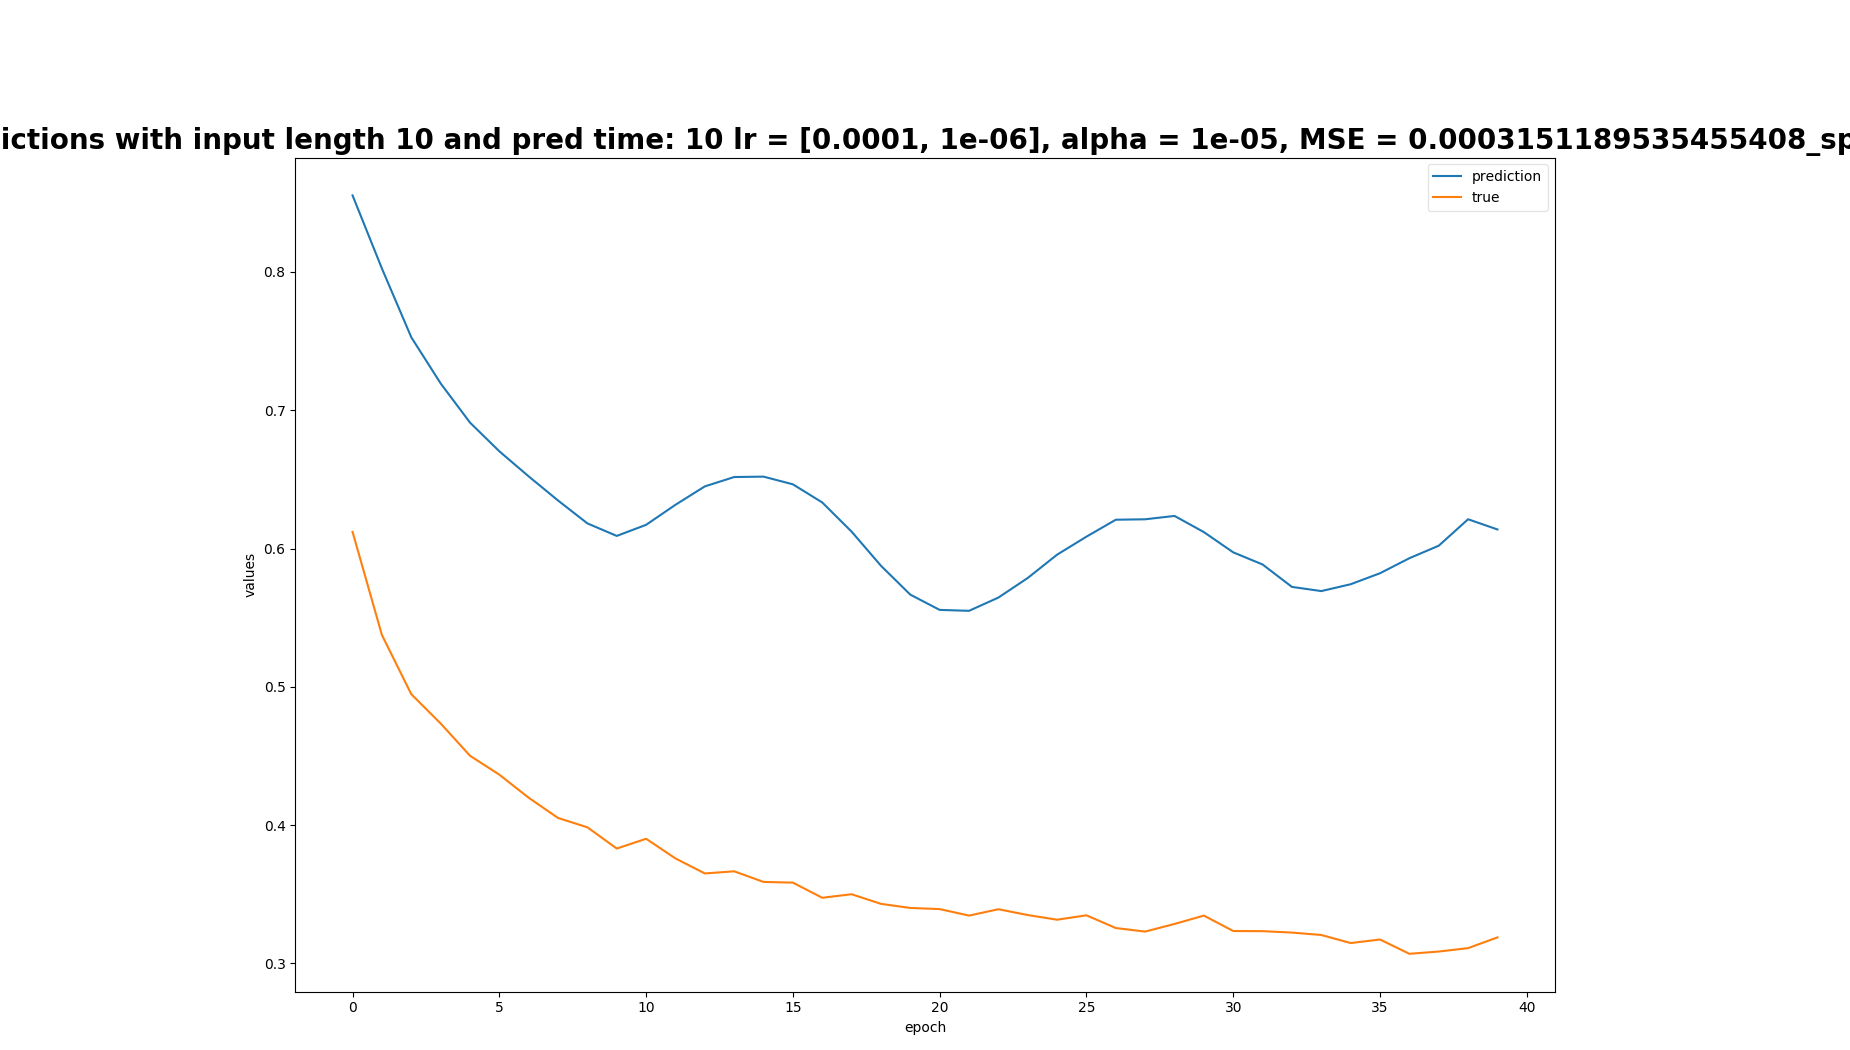 ictions with input length 10 and pred time: 10 lr = [0.0001, 1e-06], alpha = 1e-05, MSE = 0.0003151189535455408_sp
prediction
true
0.8
0.7
0.6
0.5
0.4
0.3
values
0 5 10 15 20 25 30 35 40
epoch